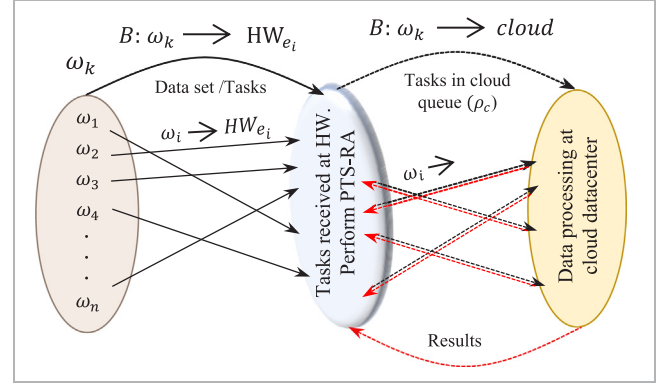 B: ω_k → HW_{e_i}
B: ω_k → cloud
ω_k
Data set /Tasks
Tasks in cloud
queue (ρ_c)
ω_1
ω_2
ω_3
ω_4
.
.
.
ω_n
ω_i → HW_{e_i}
Tasks received at HW.
Perform PTS-RA
ω_i →
Data processing at
cloud datacenter
Results